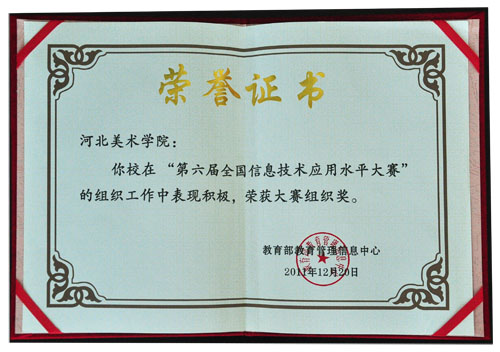 荣誉证书
河北美术学院：
你校在“第六届全国信息技术应用水平大赛”
的组织工作中表现积极，荣获大赛组织奖。
教育部教育管理信息中心
2011年12月20日